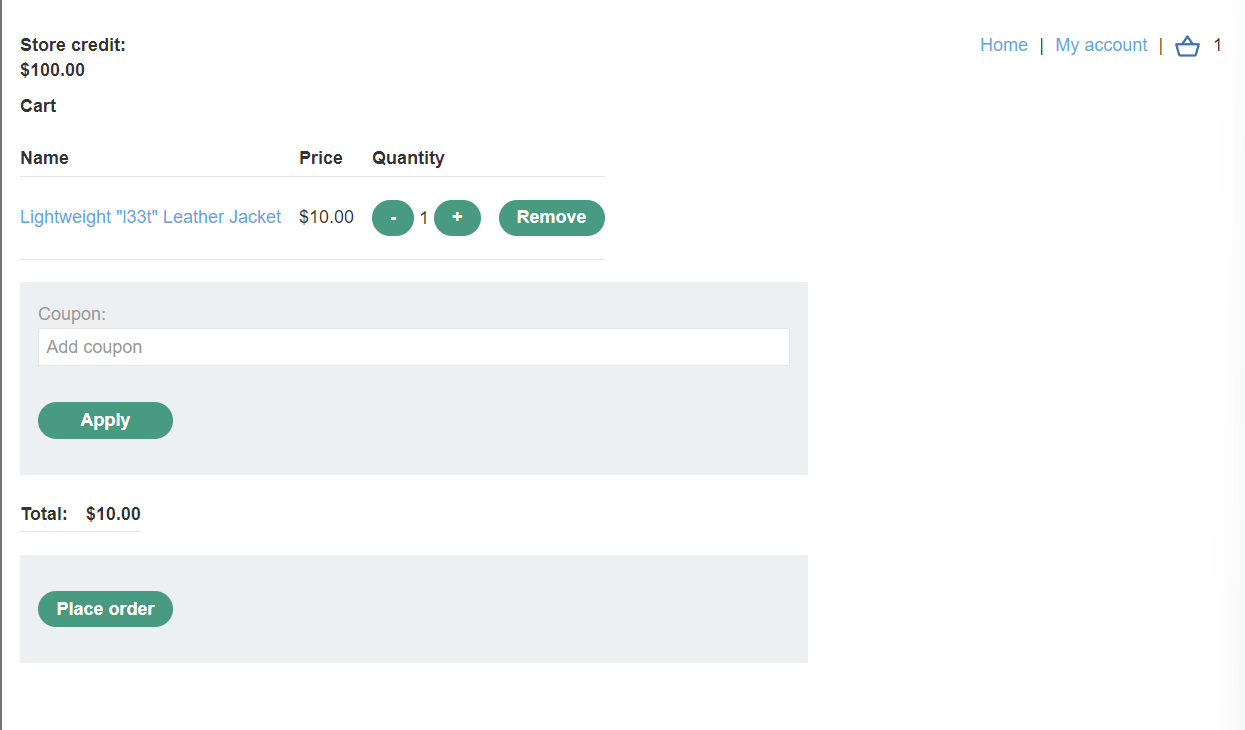 Store credit:
$100.00
Home | My account | 1
Cart
Name Price Quantity
Lightweight "l33t" Leather Jacket $10.00 - 1 + Remove
Coupon:
Add coupon
Apply
Total: $10.00
Place order